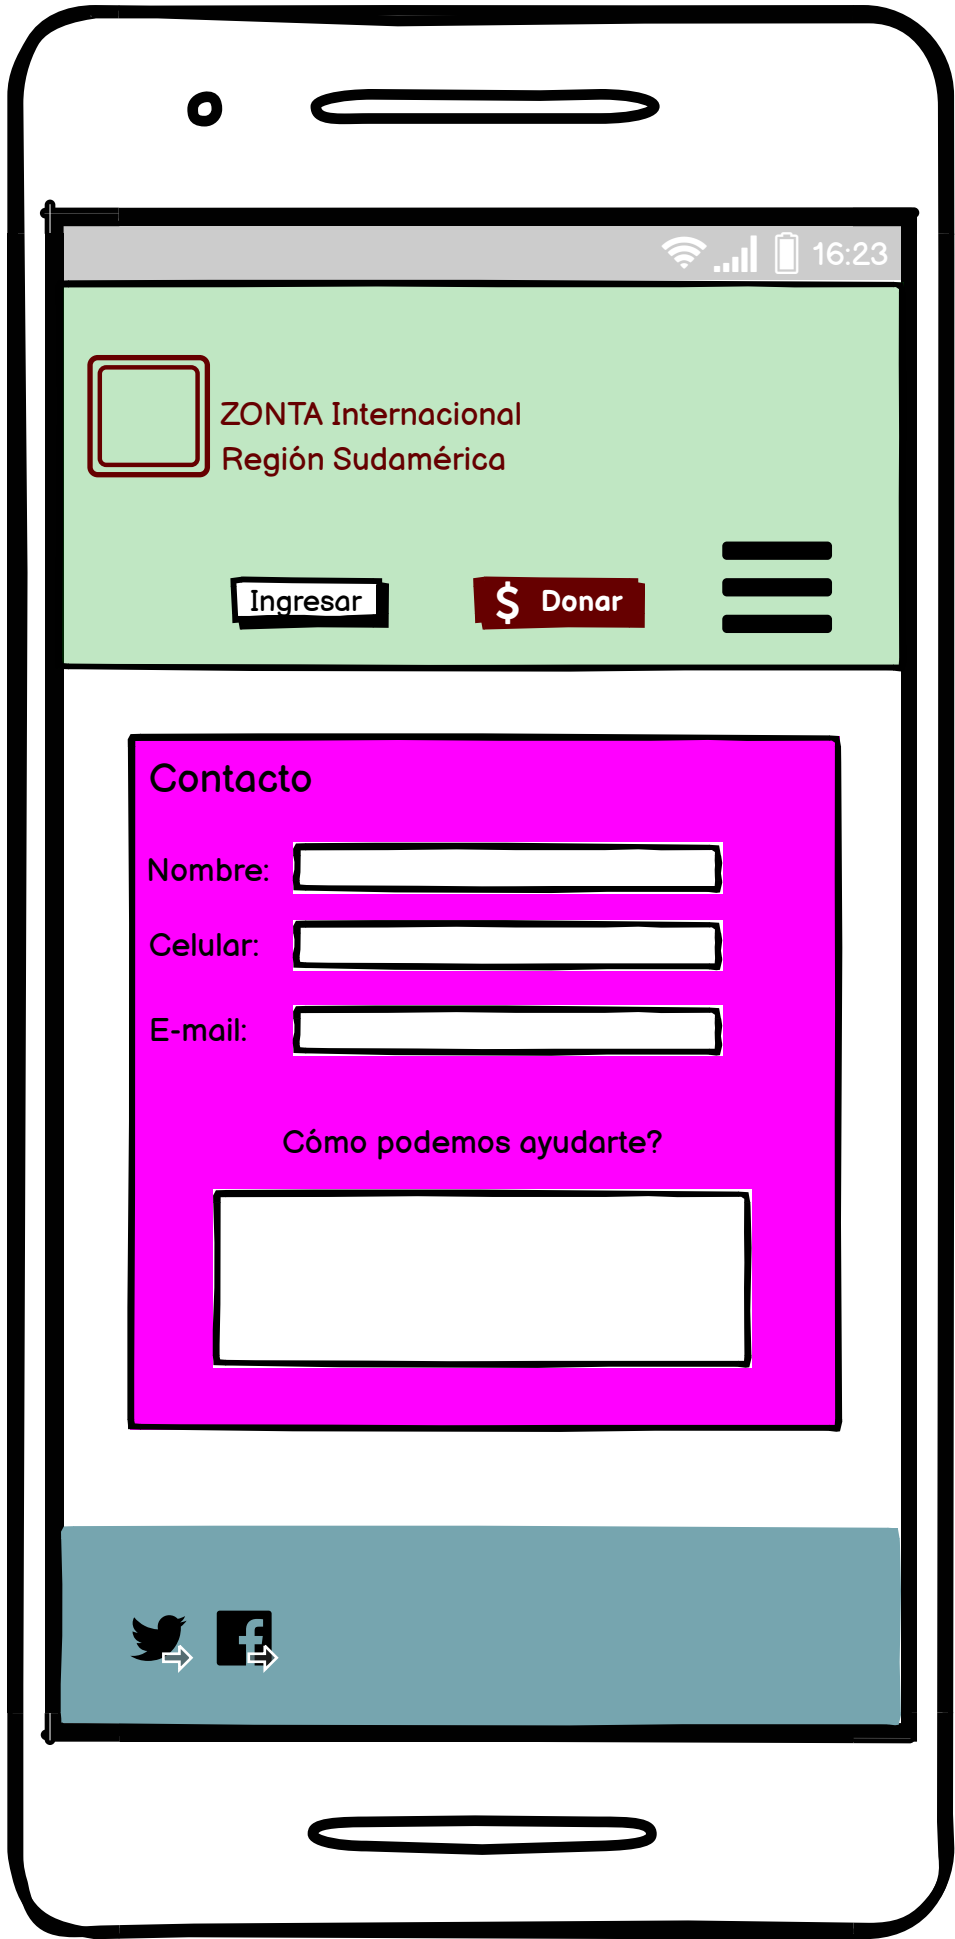 16:23
ZONTA Internacional
Región Sudamérica
Ingresar
$ Donar
Contacto
Nombre:
Celular:
E-mail:
Cómo podemos ayudarte?